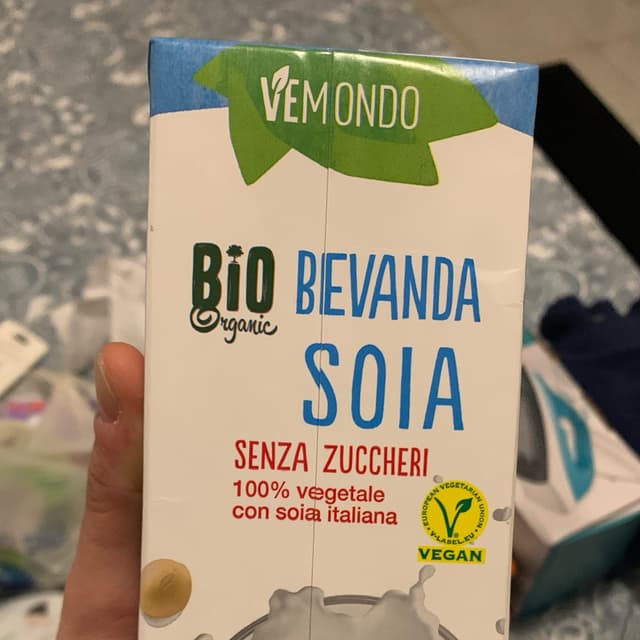 VEMONDO
BiO
Organic
BEVANDA
SOIA
SENZA ZUCCHERI
100% vegetale
con soia italiana
EUROPEAN VEGETARIAN UNION
V-LABEL.EU
VEGAN